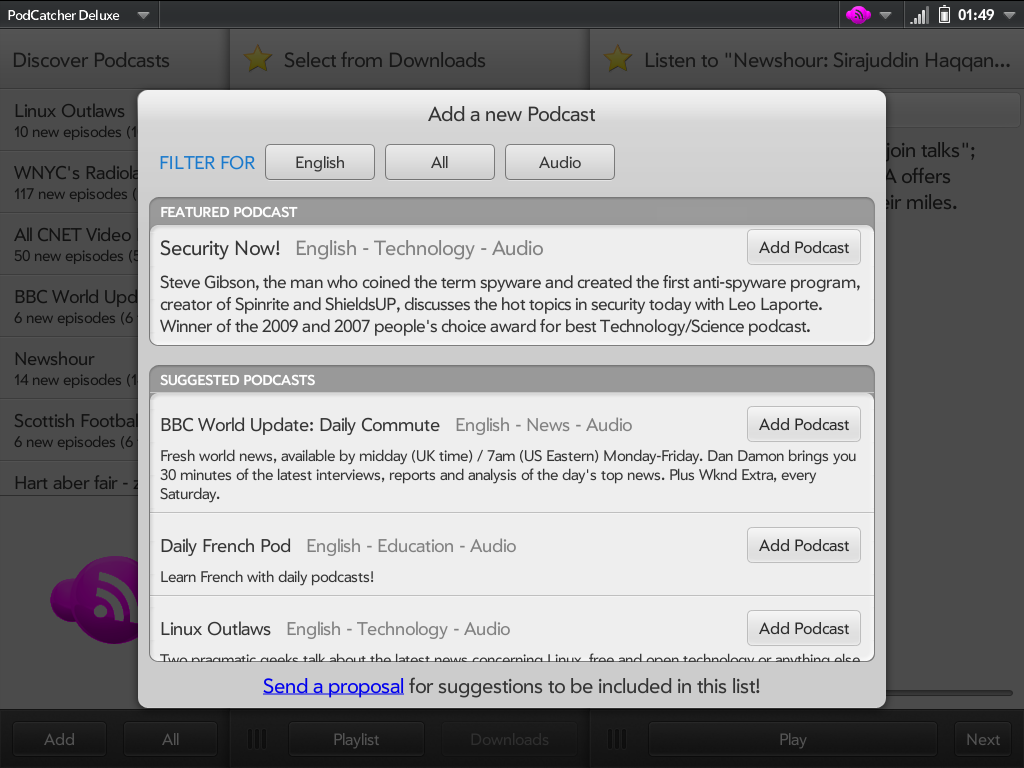 PodCatcher Deluxe
01:49
Discover Podcasts
Select from Downloads
Listen to "Newshour: Sirajuddin Haqqan...
Linux Outlaws
10 new episodes
WNYC's
117 new episodes
All CNET Video
50 new episodes
BBC World
6 new episodes (6
Newshour
14 new episodes
Scottish
6 new episodes (6
Hart aber fair -
join talks";
offers
miles.
Add a new Podcast
FILTER FOR
English
All
Audio
FEATURED PODCAST
Security Now! English - Technology - Audio
Add Podcast
Steve Gibson, the man who coined the term spyware and created the first anti-spyware program,
creator of Spinrite and ShieldsUP, discusses the hot topics in security today with Leo Laporte.
Winner of the 2009 and 2007 people's choice award for best Technology/Science podcast.
SUGGESTED PODCASTS
BBC World Update: Daily Commute English - News - Audio
Add Podcast
Fresh world news, available by midday (UK time) / 7am (US Eastern) Monday-Friday. Dan Damon brings you
30 minutes of the latest interviews, reports and analysis of the day's top news. Plus Wknd Extra, every
Saturday.
Daily French Pod English - Education - Audio
Add Podcast
Learn French with daily podcasts!
Linux Outlaws English - Technology - Audio
Add Podcast
Two pragmatic geeks talk about the latest news concerning Linux, free and open technology or anything else
Send a proposal for suggestions to be included in this list!
Add
All
Playlist
Downloads
Play
Next